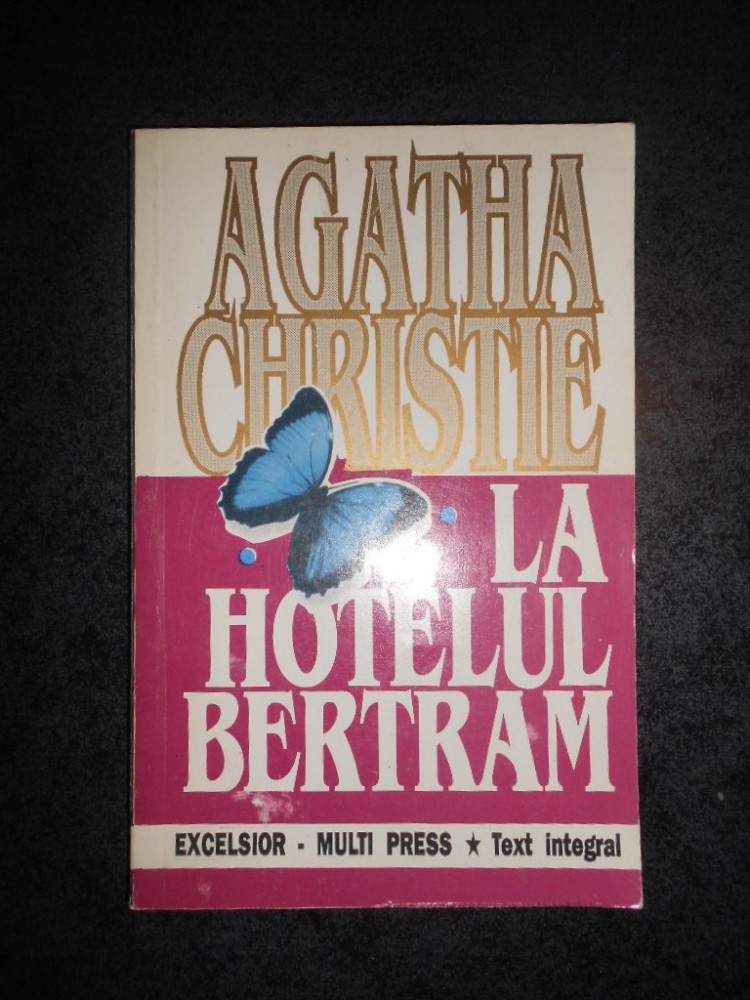 AGATHA
CHRISTIE
LA
HOTELUL
BERTRAM
EXCELSIOR - MULTI PRESS ★ Text integral